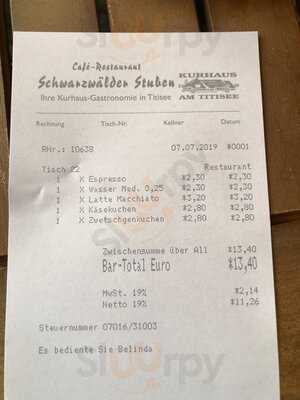 Café-Restaurant
Schwarzwälder Stuben
KURHAUS
AM TITISEE
Ihre Kurhaus-Gastronomie in Titisee
Rechnung Tisch-Nr. Kellner Datum
RNr.: 10638 07.07.2019 #0001
Tisch 22 Restaurant
1 X Espresso ¥2,30 ¥2,30
1 X Wasser Med. 0,25 ¥2,30 ¥2,30
1 X Latte Macchiato ¥3,20 ¥3,20
1 X Käsekuchen ¥2,80 ¥2,80
1 X Zwetschgenkuchen ¥2,80 ¥2,80
Zwischensumme über All ¥13,40
Bar-Total Euro ¥13,40
MwSt. 19% ¥2,14
Netto 19% ¥11,26
Steuernummer 07016/31003
Es bediente Sie Belinda
Sluurpy